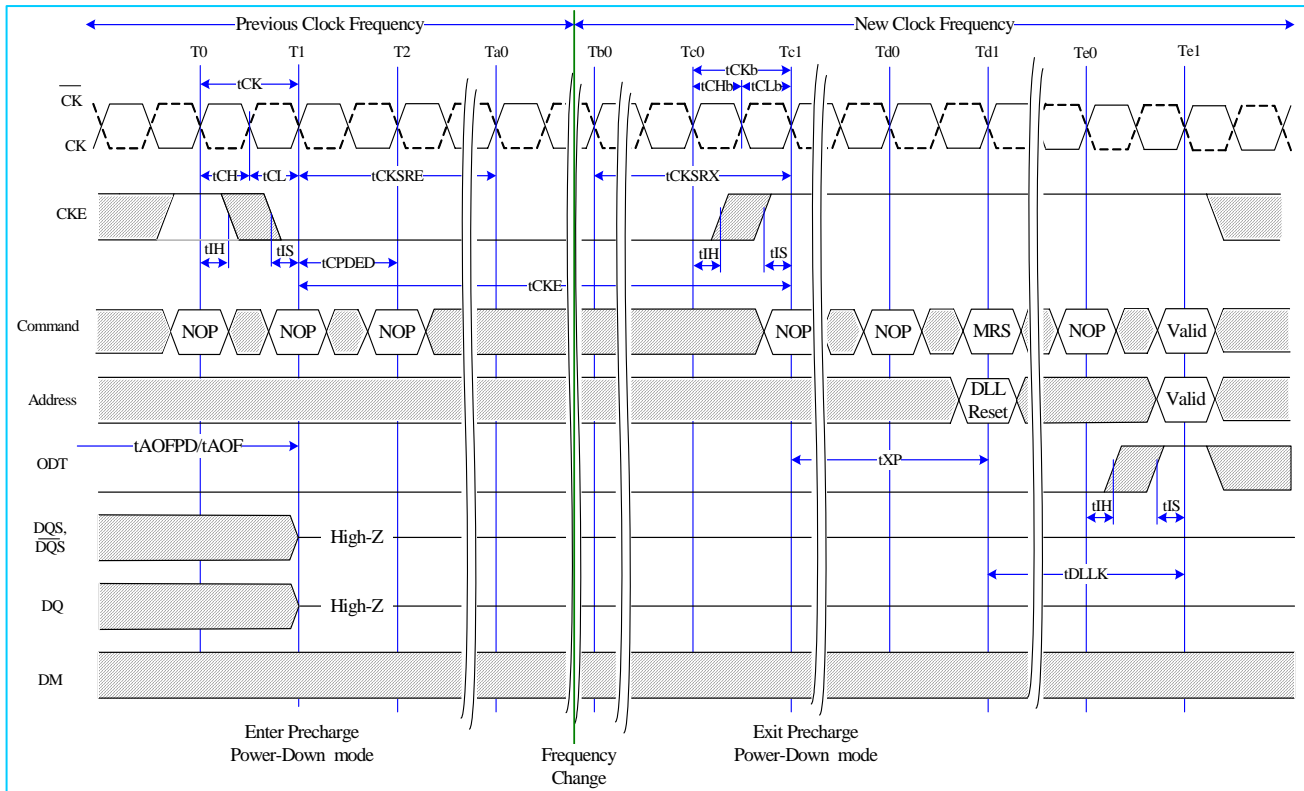 Previous Clock Frequency New Clock Frequency
T0 T1 T2 Ta0 Tb0 Tc0 Tc1 Td0 Td1 Te0 Te1
tCK tCKb
tCHb tCLb
CK
CK
tCH tCL tCKSRE tCKSRX
CKE
tIH tIS tCPDED tIH tIS
tCKE
Command NOP NOP NOP NOP NOP MRS NOP Valid
Address DLL Reset Valid
tAOFPD/tAOF
ODT tXP
tIH tIS
DQS,
DQS High-Z
tDLLK
DQ High-Z
DM
Enter Precharge
Power-Down mode
Frequency
Change
Exit Precharge
Power-Down mode